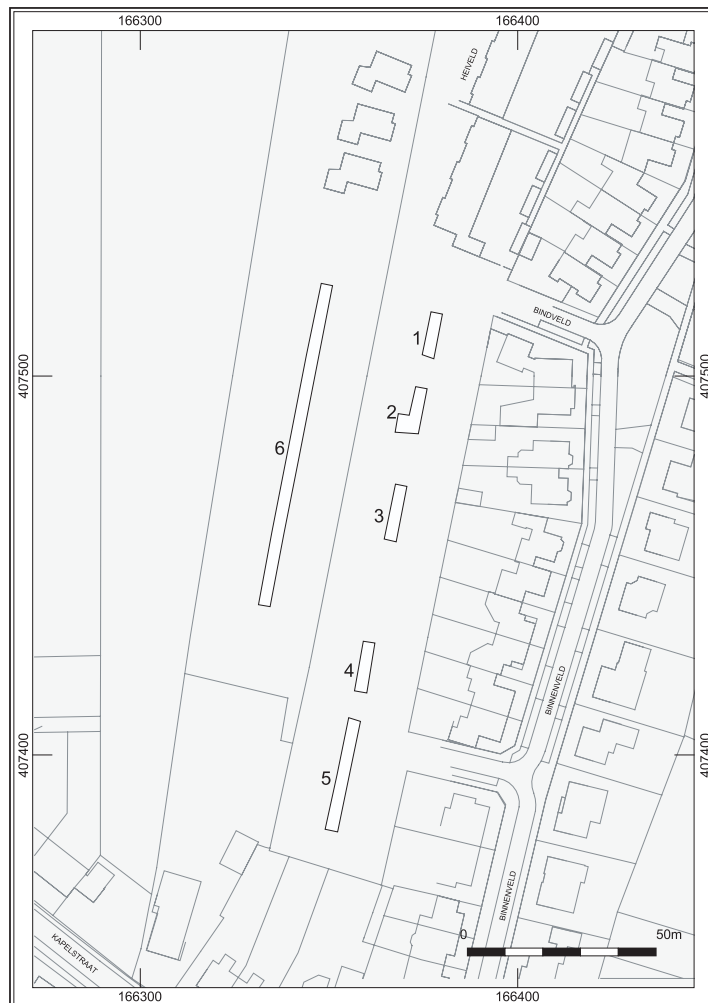 166300 166400
HEIVELD
BINDVELD
1
407500 407500
2
6
3
4
BINNENVELD
407400 407400
5
BINNENVELD
0 50m
KAPELSTRAAT
166300 166400